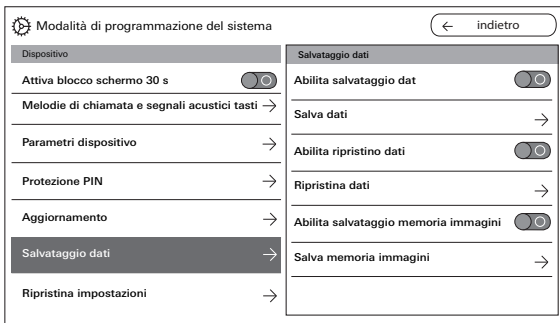 Modalità di programmazione del sistema
indietro
Dispositivo
Attiva blocco schermo 30 s
Melodie di chiamata e segnali acustici tasti
Parametri dispositivo
Protezione PIN
Aggiornamento
Salvataggio dati
Ripristina impostazioni
Salvataggio dati
Abilita salvataggio dat
Salva dati
Abilita ripristino dati
Ripristina dati
Abilita salvataggio memoria immagini
Salva memoria immagini